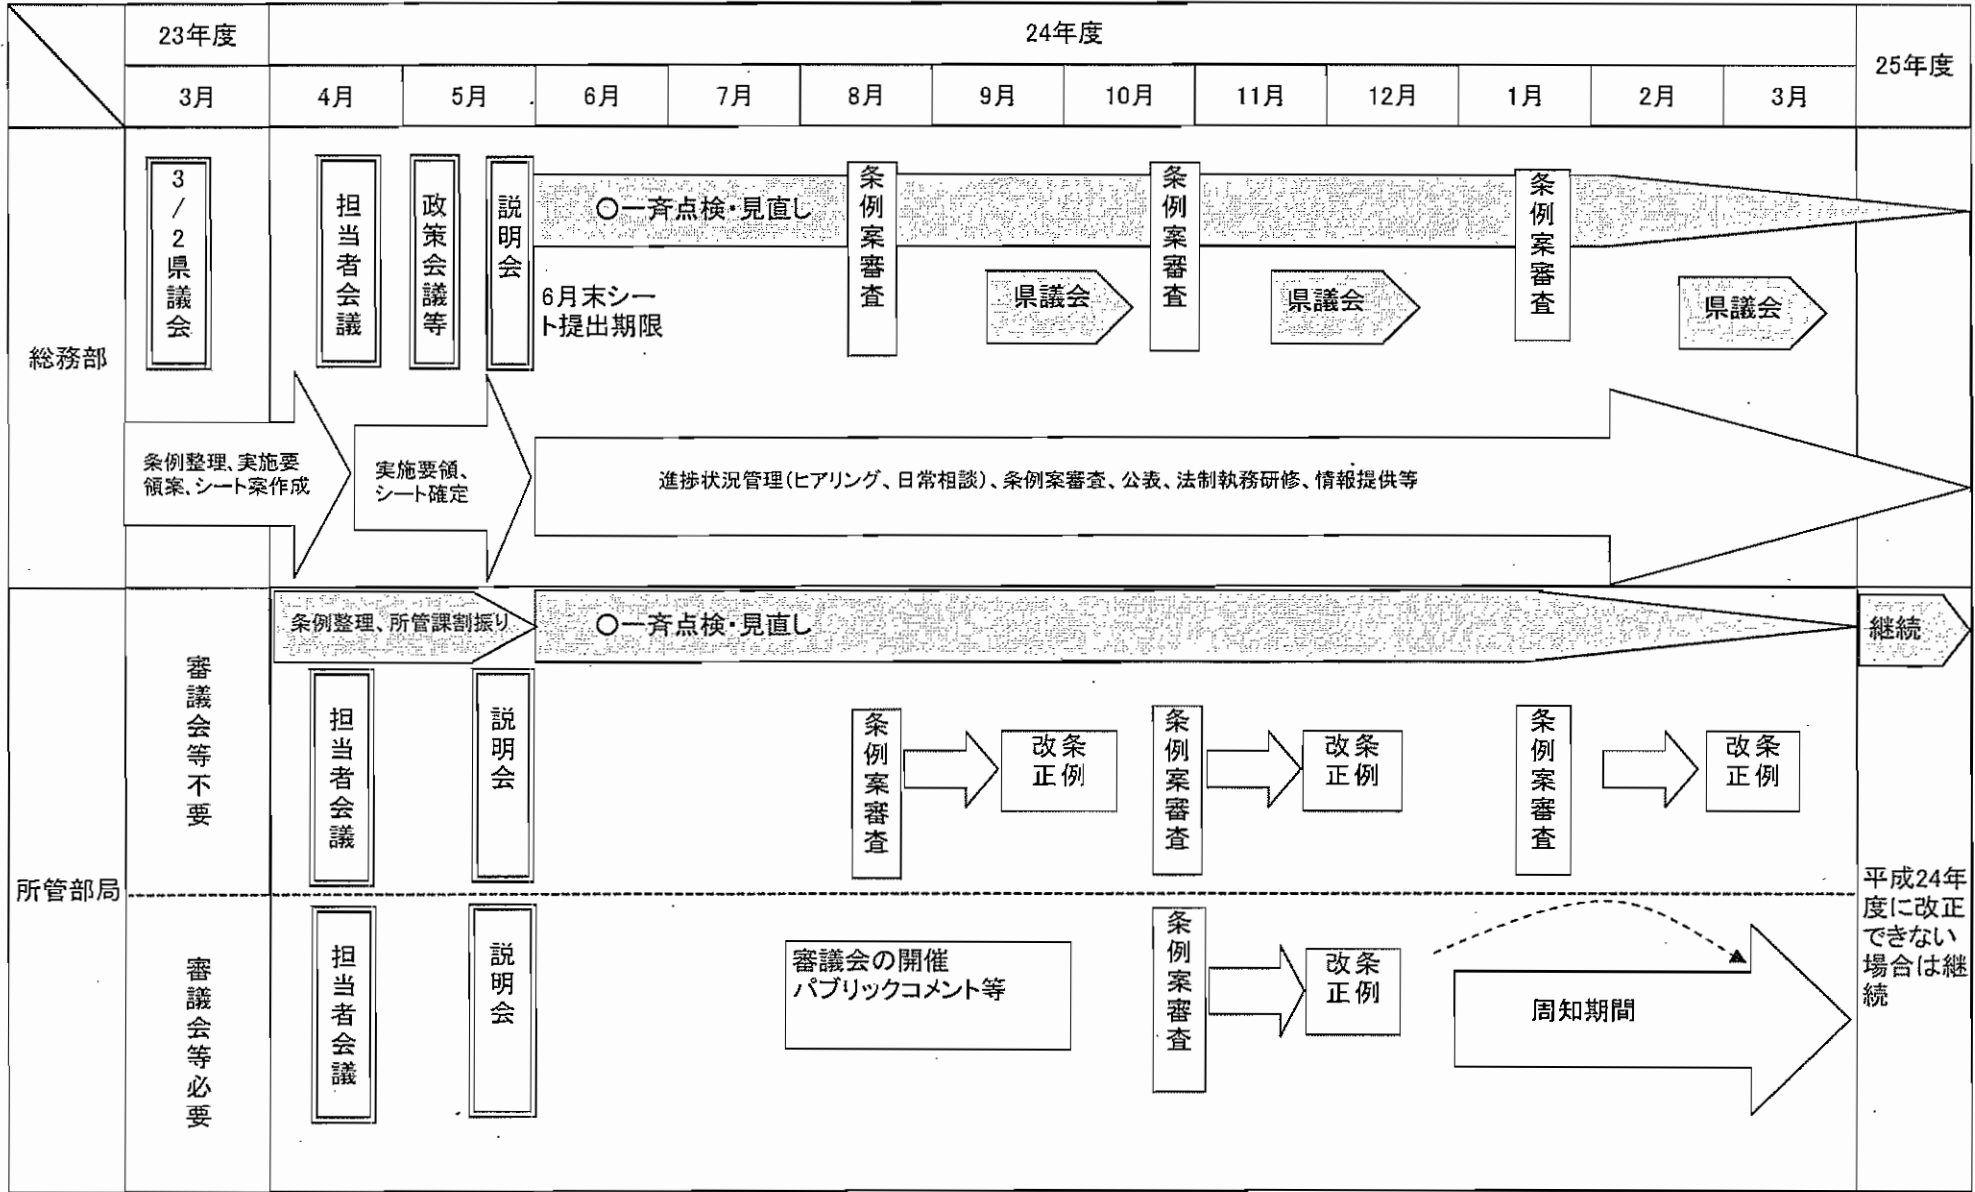 23年度
24年度
25年度
3月
4月
5月
6月
7月
8月
9月
10月
11月
12月
1月
2月
3月
総務部
3/2県議会
担当者会議
政策会議等
説明会
○一斉点検・見直し
6月末シー
ト提出期限
条例案審査
県議会
条例案審査
県議会
条例案審査
県議会
条例整理、実施要
領案、シート案作成
実施要領、
シート確定
進捗状況管理(ヒアリング、日常相談)、条例案審査、公表、法制執務研修、情報提供等
所管部局
審議会等不要
条例整理、所管課割振り
○一斉点検・見直し
継続
担当者会議
説明会
条例案審査
改条
正例
条例案審査
改条
正例
条例案審査
改条
正例
審議会等必要
担当者会議
説明会
審議会の開催
パブリックコメント等
条例案審査
改条
正例
周知期間
平成24年
度に改正
できない
場合は継
続